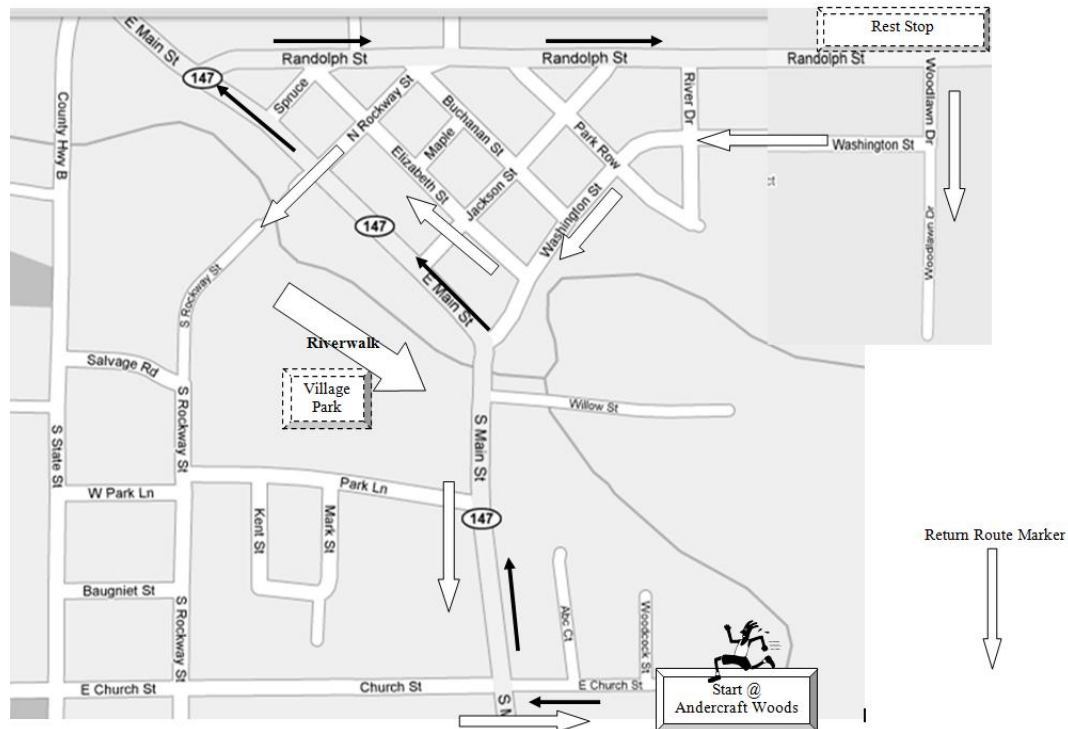 Rest Stop
E Main St
147
Randolph St
Randolph St
Randolph St
County Hwy B
Spruce
N Rockway St
Buchanan St
Maple
Elizabeth St
Jackson St
Park Row
River Dr
Washington St
Woodlawn Dr
Washington St
Woodlawn Dr
ct
147
E Main St
S Rockway St
Riverwalk
Village
Park
Salvage Rd
S Rockway St
S State St
S Main St
Willow St
W Park Ln
Park Ln
147
Kent St
Mark St
Return Route Marker
Baugniet St
S Rockway St
Abc Ct
Woodcock St
E Church St
Church St
S M
E Church St
Start @
Andercraft Woods